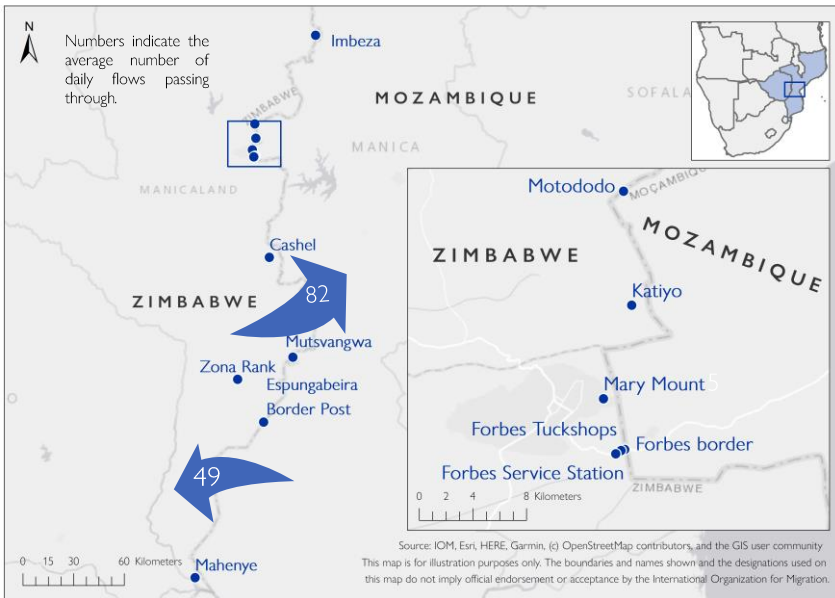 N
Numbers indicate the
average number of
daily flows passing
through.
Imbeza
ZIMBABWE
MOZAMBIQUE
SOFALA
MANICA
MANICALAND
Cashel
ZIMBABWE
82
Mutsvangwa
Zona Rank
Espungabeira
Border Post
49
Mahenye
0 15 30 60 Kilometers
Motododo
MOÇAMBIQU
ZIMBABWE
MOZAMBIQUE
Katiyo
Mary Mount
5
Forbes Tuckshops
Forbes border
Forbes Service Station
ZIMBABWE
0 2 4 8 Kilometers
Source: IOM, Esri, HERE, Garmin, (c) OpenStreetMap contributors, and the GIS user community
This map is for illustration purposes only. The boundaries and names shown and the designations used on
this map do not imply official endorsement or acceptance by the International Organization for Migration.